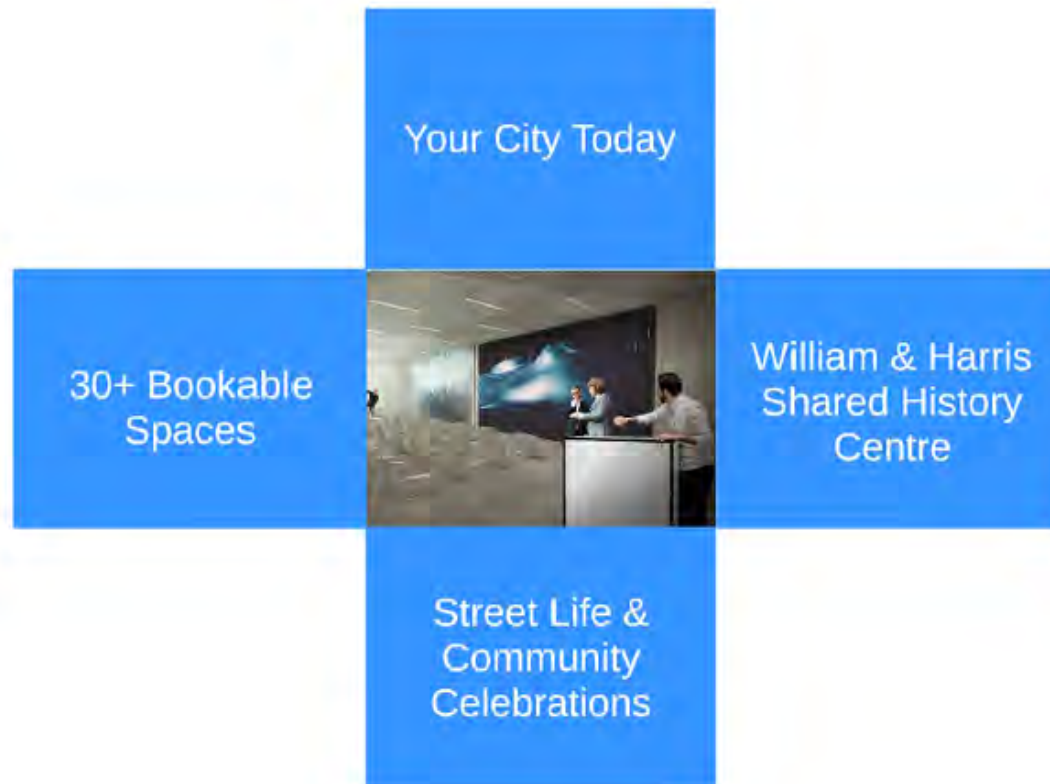 Your City Today
30+ Bookable
Spaces
William & Harris
Shared History
Centre
Street Life &
Community
Celebrations